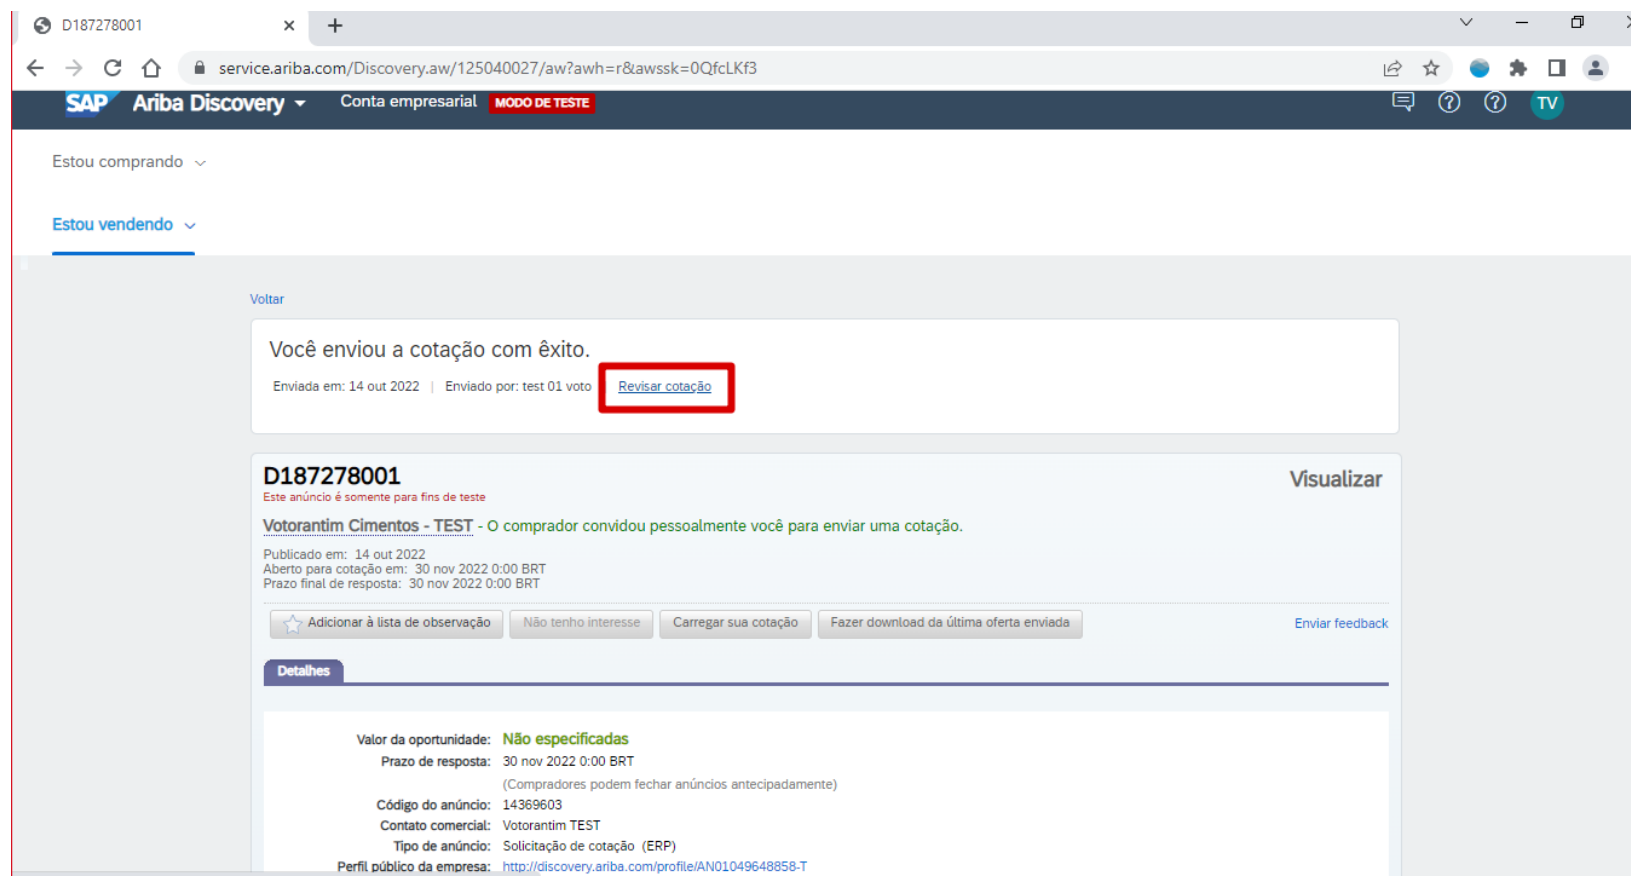 D187278001
service.ariba.com/Discovery.aw/125040027/aw?awh=r&awssk=0QfcLKf3
SAP Ariba Discovery Conta empresarial MODO DE TESTE TV
Estou comprando
Estou vendendo
Voltar
Você enviou a cotação com êxito.
Enviada em: 14 out 2022 | Enviado por: test 01 voto Revisar cotação
D187278001 Visualizar
Este anúncio é somente para fins de teste
Votorantim Cimentos - TEST - O comprador convidou pessoalmente você para enviar uma cotação.
Publicado em: 14 out 2022
Aberto para cotação em: 30 nov 2022 0:00 BRT
Prazo final de resposta: 30 nov 2022 0:00 BRT
Adicionar à lista de observação Não tenho interesse Carregar sua cotação Fazer download da última oferta enviada Enviar feedback
Detalhes
Valor da oportunidade: Não especificadas
Prazo de resposta: 30 nov 2022 0:00 BRT
(Compradores podem fechar anúncios antecipadamente)
Código do anúncio: 14369603
Contato comercial: Votorantim TEST
Tipo de anúncio: Solicitação de cotação (ERP)
Perfil público da empresa: http://discovery.ariba.com/profile/AN01049648858-T